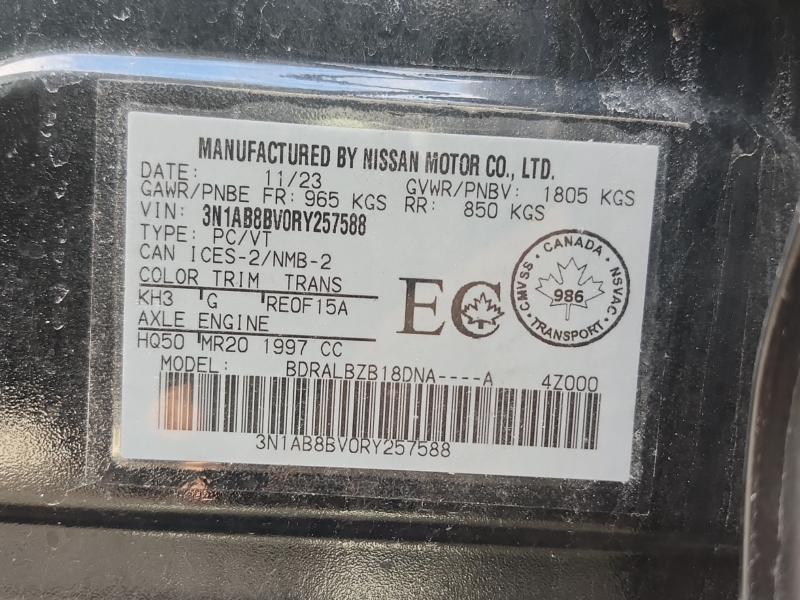 MANUFACTURED BY NISSAN MOTOR CO., LTD.
DATE: 11/23 GVWR/PNBV: 1805 KGS
GAWR/PNBE FR: 965 KGS RR: 850 KGS
VIN: 3N1AB8BV0RY257588
TYPE: PC/VT
CAN ICES-2/NMB-2
COLOR TRIM TRANS
KH3 G RE0F15A
AXLE ENGINE
HQ50 MR20 1997 CC
EC
CMVSS • CANADA • NSVAC • TRANSPORT •
986
MODEL: BDRALBZB18DNA----A 4Z000
3N1AB8BV0RY257588